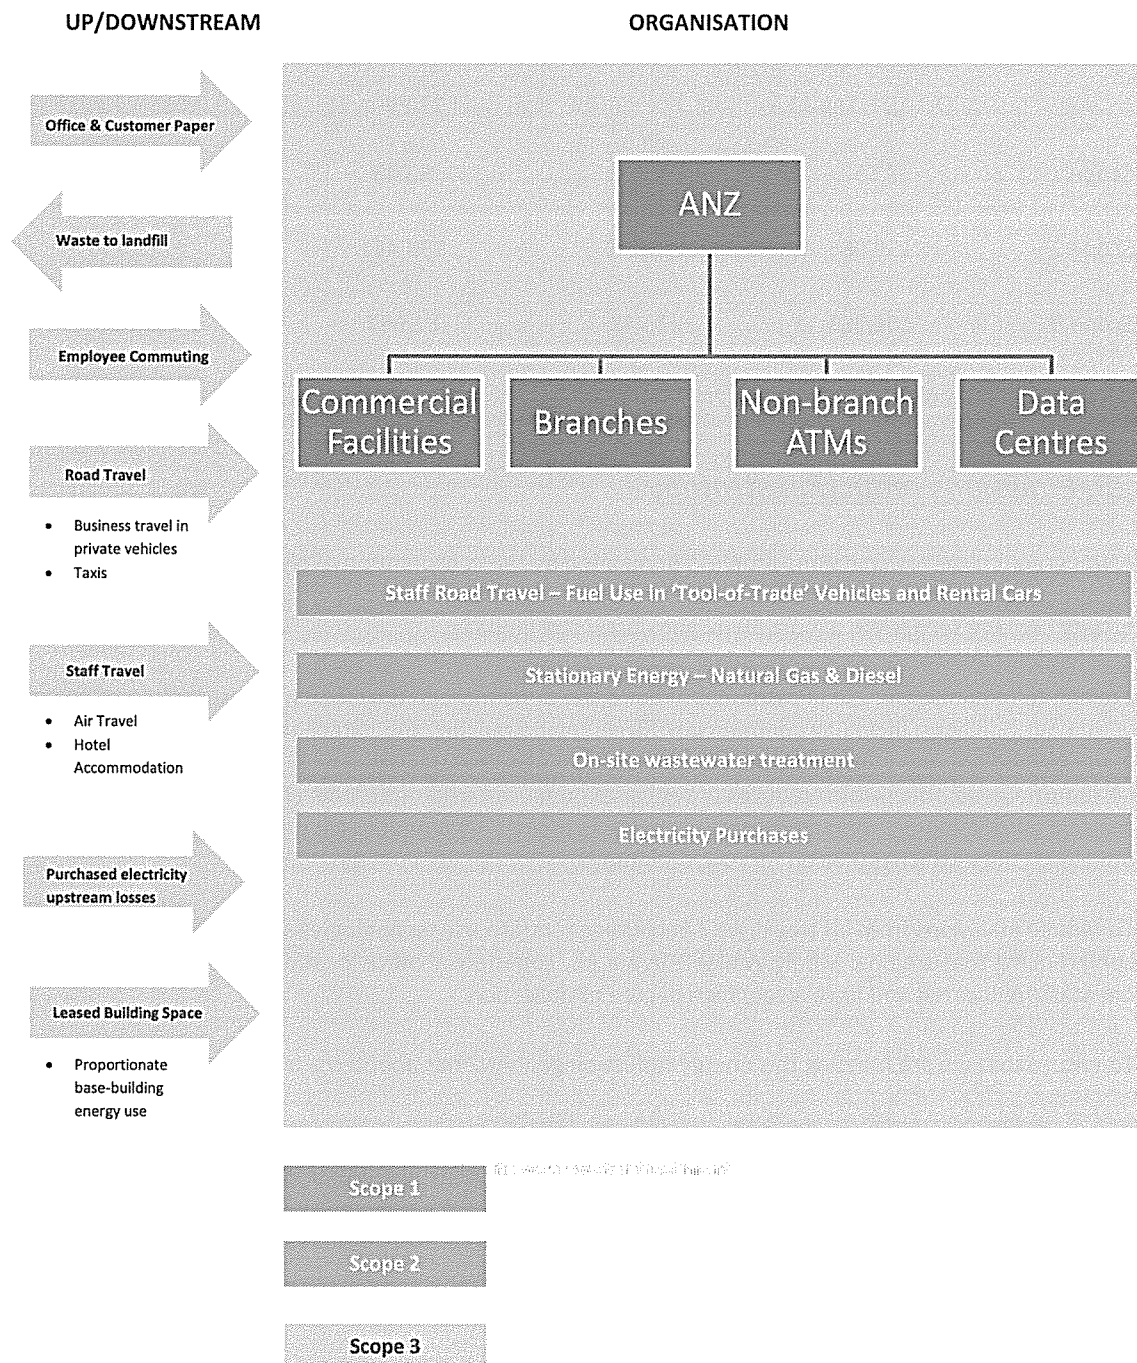 UP/DOWNSTREAM
ORGANISATION
Office & Customer Paper
Waste to landfill
Employee Commuting
Road Travel
• Business travel in
private vehicles
• Taxis
Staff Travel
• Air Travel
• Hotel
Accommodation
Purchased electricity
upstream losses
Leased Building Space
• Proportionate
base-building
energy use
ANZ
Commercial
Facilities
Branches
Non-branch
ATMs
Data
Centres
Staff Road Travel – Fuel Use in 'Tool-of-Trade' Vehicles and Rental Cars
Stationary Energy – Natural Gas & Diesel
On-site wastewater treatment
Electricity Purchases
Scope 1
Scope 2
Scope 3